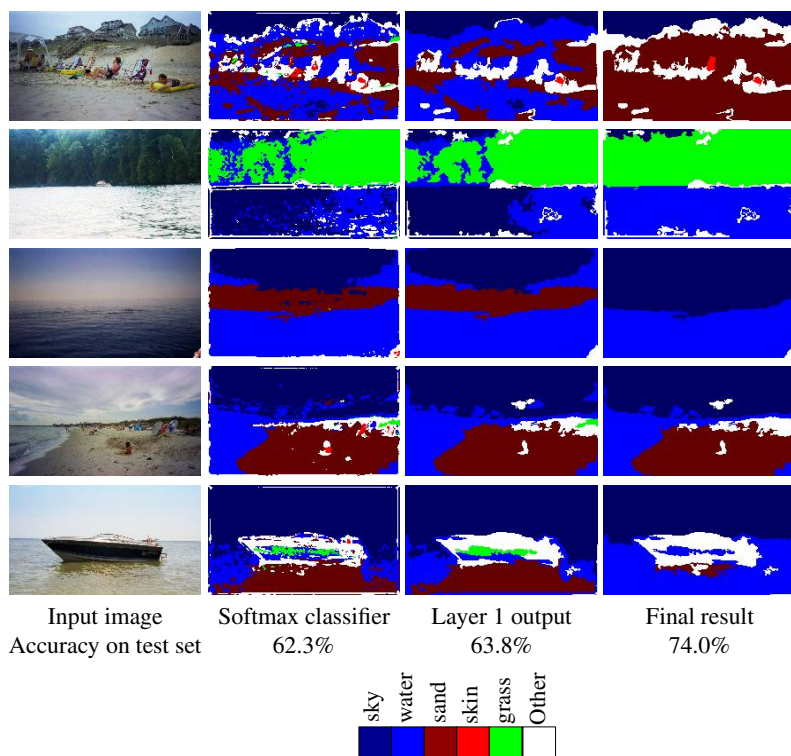 Input image Softmax classifier Layer 1 output Final result
Accuracy on test set 62.3% 63.8% 74.0%
sky water sand skin grass Other